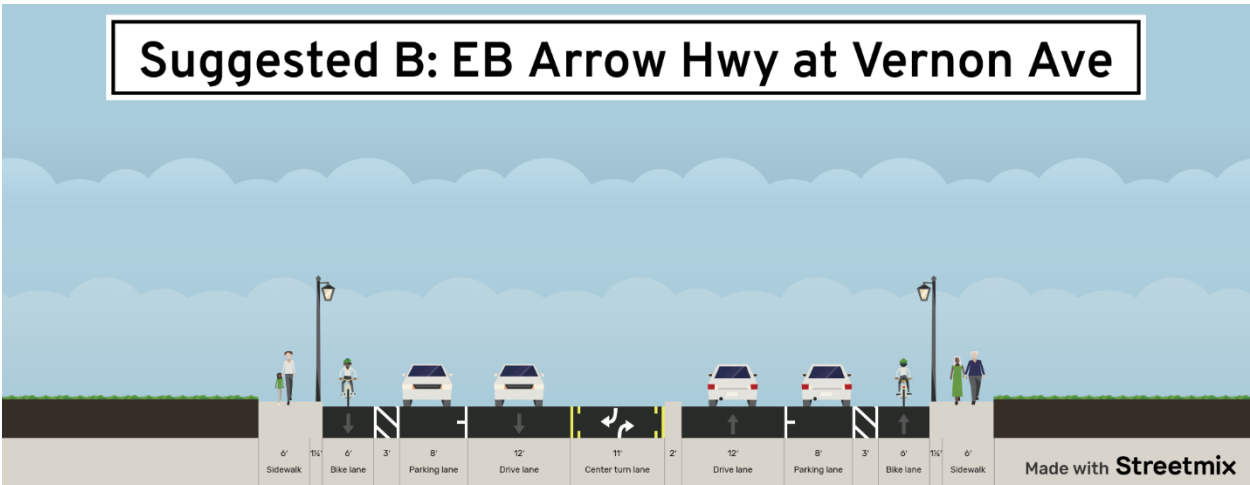 Suggested B: EB Arrow Hwy at Vernon Ave
6' 1½' 6' 3' 8' 12' 11' 2' 12' 8' 3' 6' 1½' 6'
Sidewalk Bike lane Parking lane Drive lane Center turn lane Drive lane Parking lane Bike lane Sidewalk
Made with Streetmix